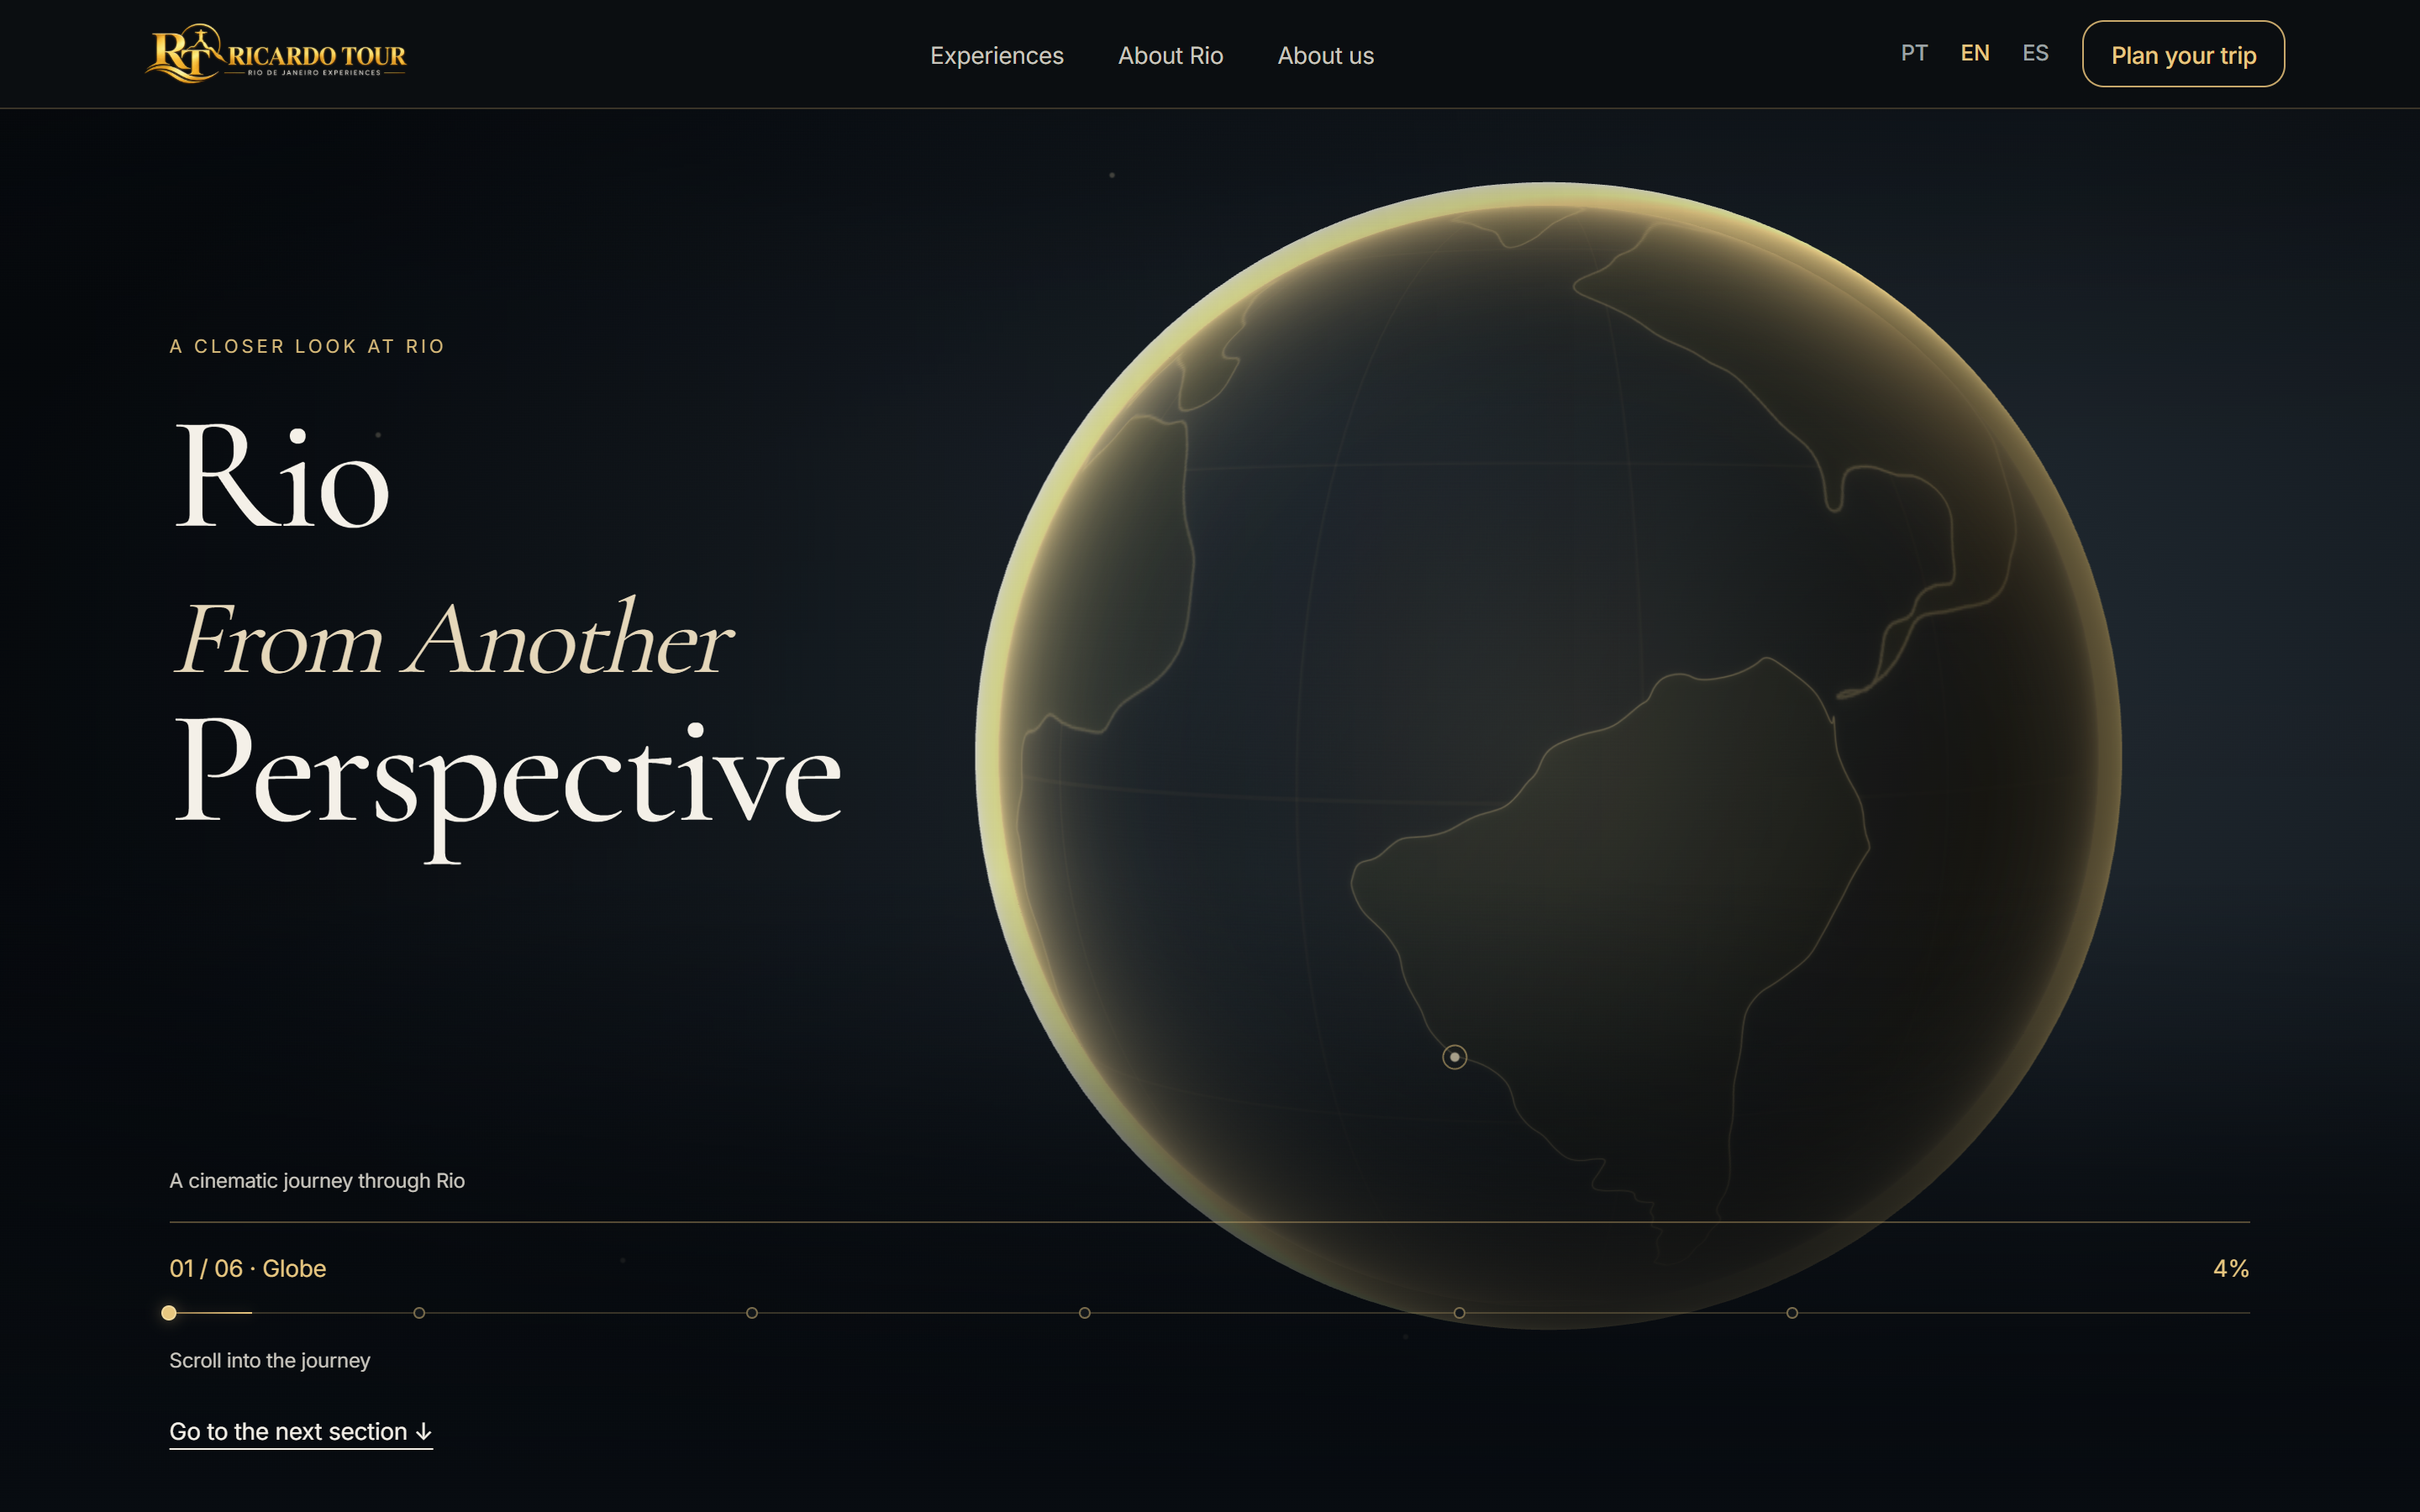 RT RICARDO TOUR
RIO DE JANEIRO EXPERIENCES
Experiences
About Rio
About us
PT
EN
ES
Plan your trip
A CLOSER LOOK AT RIO
Rio
From Another
Perspective
A cinematic journey through Rio
01 / 06 · Globe
4%
Scroll into the journey
Go to the next section ↓